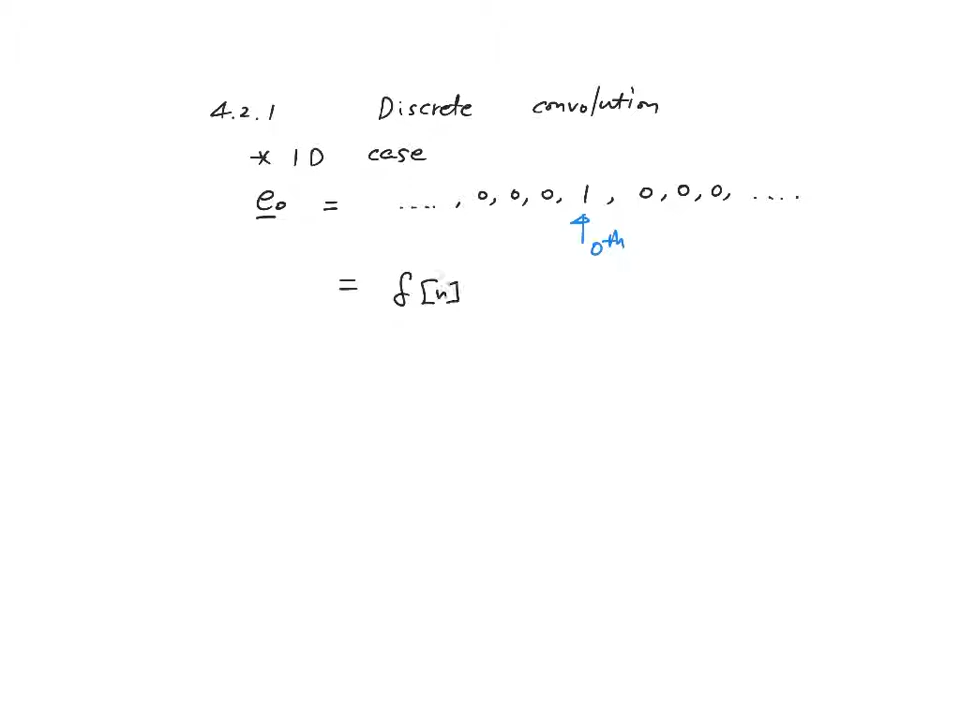 4.2.1 Discrete convolution
* 1D case
e₀ = ...., 0, 0, 0, 1, 0, 0, 0, ....
0th
= δ[n]